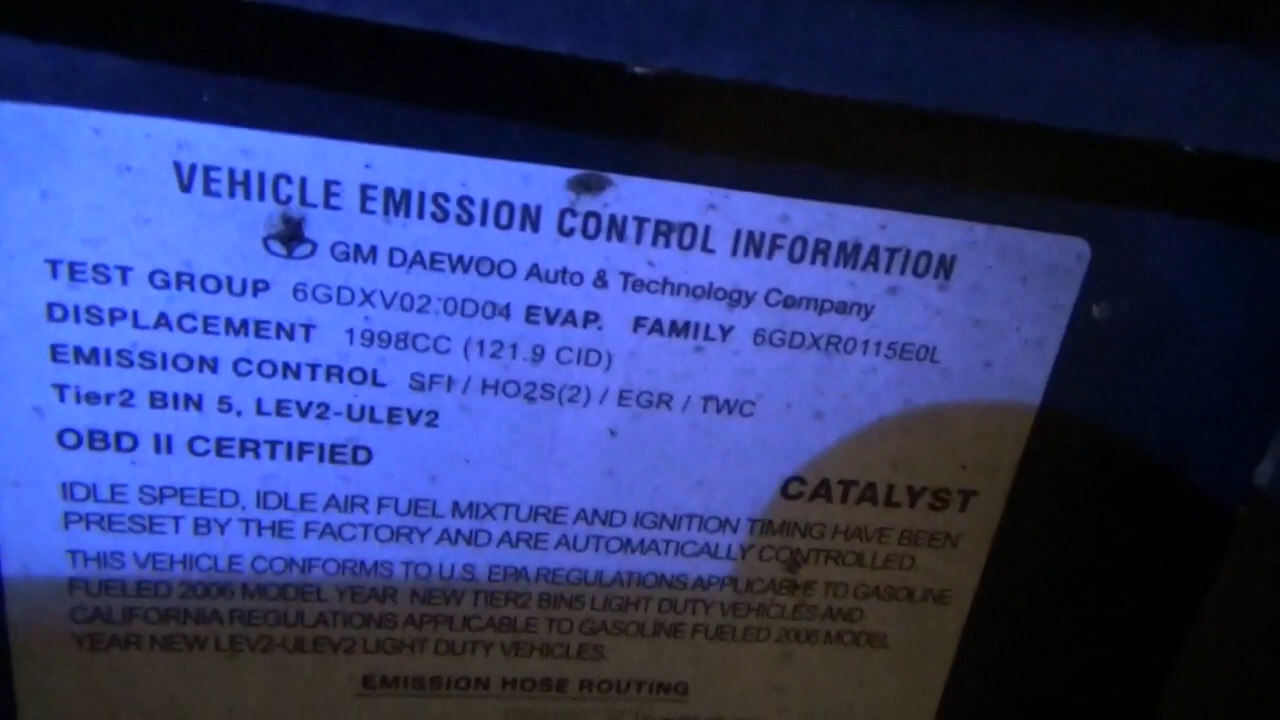 VEHICLE EMISSION CONTROL INFORMATION
GM DAEWOO Auto & Technology Company
TEST GROUP 6GDXV02.0D04 EVAP. FAMILY 6GDXR0115E0L
DISPLACEMENT 1998CC (121.9 CID)
EMISSION CONTROL SFI / HO2S(2) / EGR / TWC
Tier2 BIN 5, LEV2-ULEV2
OBD II CERTIFIED
CATALYST
IDLE SPEED, IDLE AIR FUEL MIXTURE AND IGNITION TIMING HAVE BEEN
PRESET BY THE FACTORY AND ARE AUTOMATICALLY CONTROLLED
THIS VEHICLE CONFORMS TO U.S. EPA REGULATIONS APPLICABLE TO GASOLINE
FUELED 2006 MODEL YEAR NEW TIER2 BIN5 LIGHT DUTY VEHICLES AND
CALIFORNIA REGULATIONS APPLICABLE TO GASOLINE FUELED 2006 MODEL
YEAR NEW LEV2-ULEV2 LIGHT DUTY VEHICLES.
EMISSION HOSE ROUTING